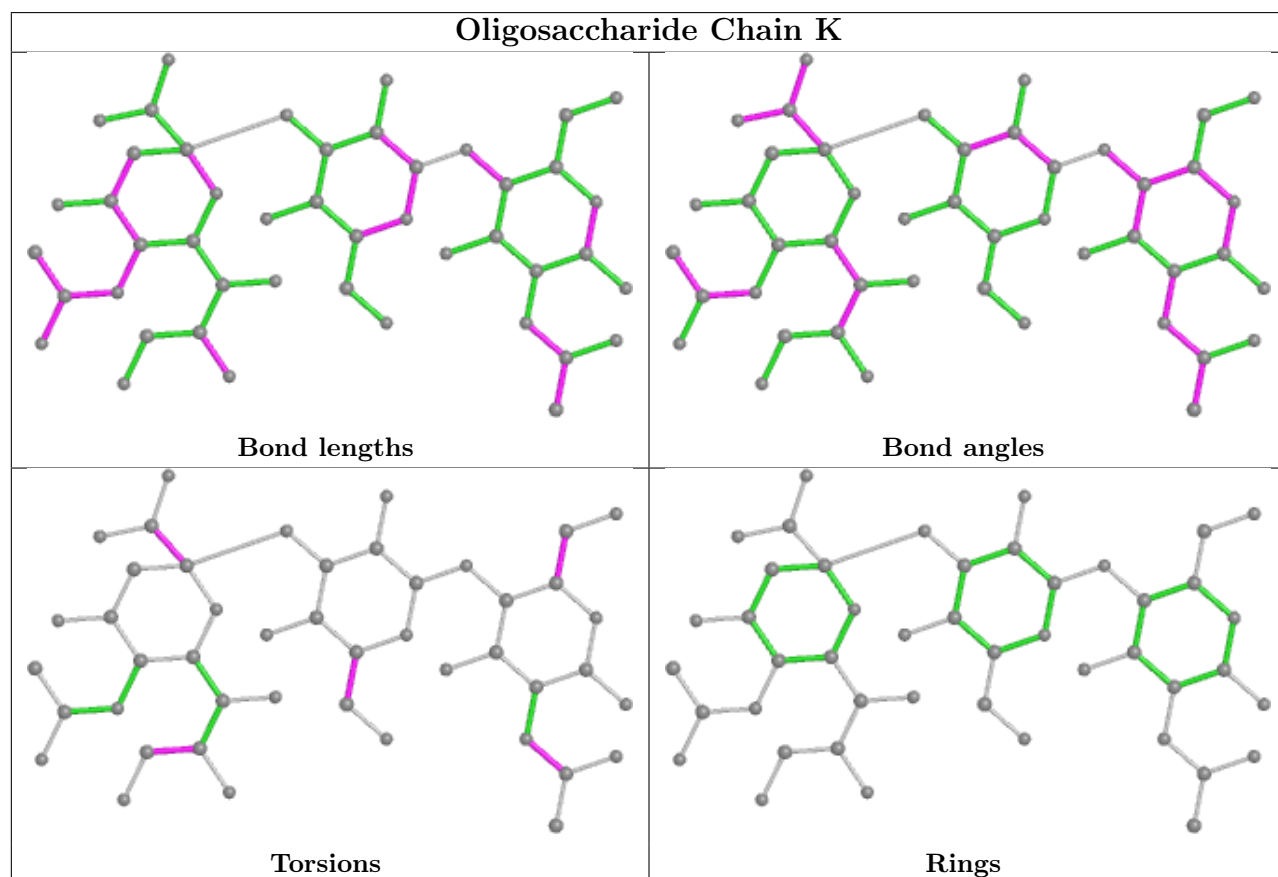 Oligosaccharide Chain K
Bond lengths
Bond angles
Torsions
Rings